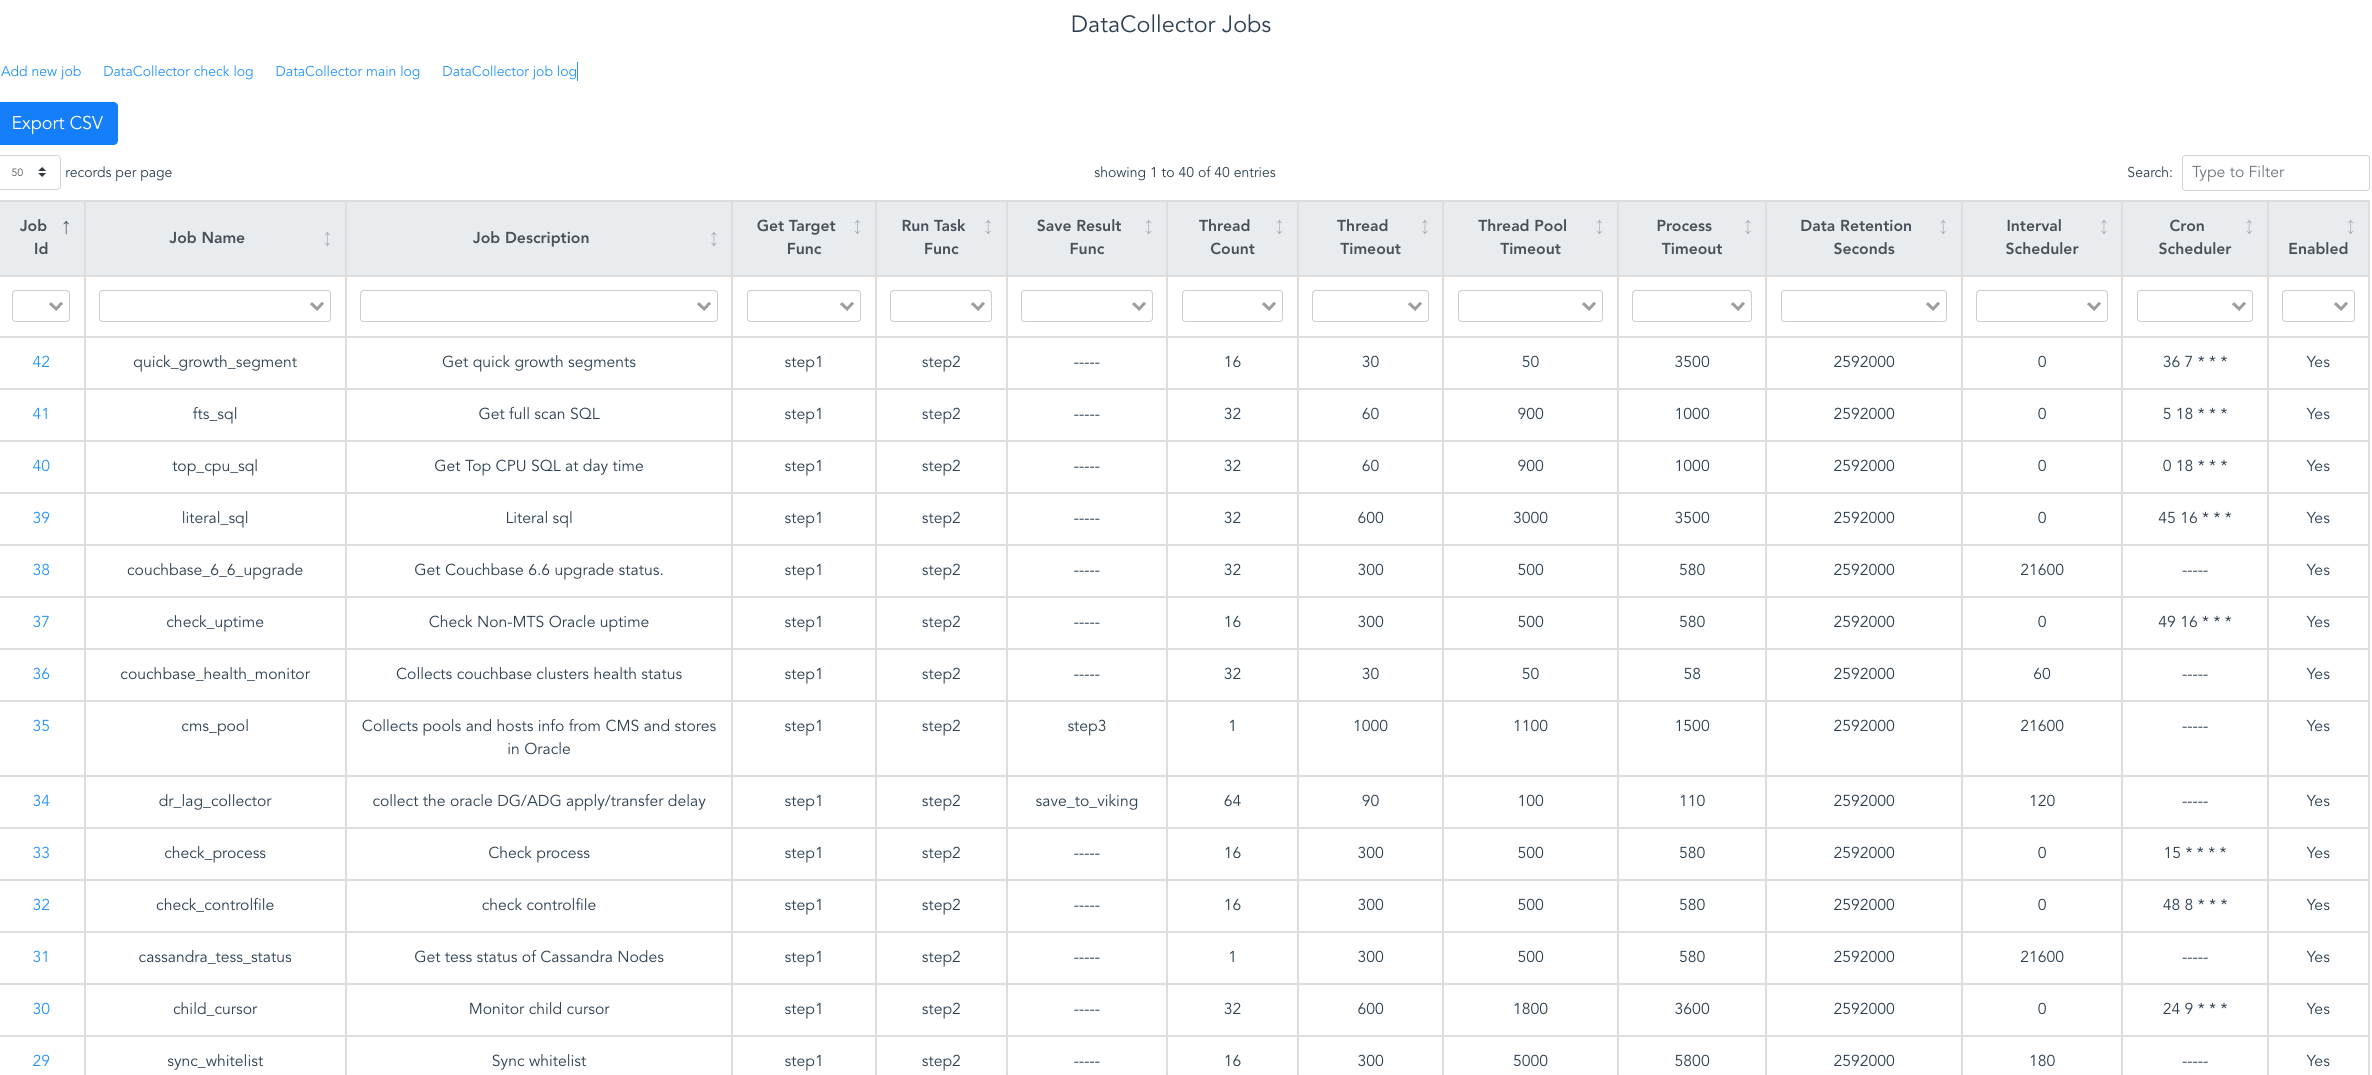 DataCollector Jobs
Add new job DataCollector check log DataCollector main log DataCollector job log
Export CSV
50 records per page showing 1 to 40 of 40 entries Search: Type to Filter
Job Id Job Name Job Description Get Target Func Run Task Func Save Result Func Thread Count Thread Timeout Thread Pool Timeout Process Timeout Data Retention Seconds Interval Scheduler Cron Scheduler Enabled
42 quick_growth_segment Get quick growth segments step1 step2 ----- 16 30 50 3500 2592000 0 36 7 * * * Yes
41 fts_sql Get full scan SQL step1 step2 ----- 32 60 900 1000 2592000 0 5 18 * * * Yes
40 top_cpu_sql Get Top CPU SQL at day time step1 step2 ----- 32 60 900 1000 2592000 0 0 18 * * * Yes
39 literal_sql Literal sql step1 step2 ----- 32 600 3000 3500 2592000 0 45 16 * * * Yes
38 couchbase_6_6_upgrade Get Couchbase 6.6 upgrade status. step1 step2 ----- 32 300 500 580 2592000 21600 ----- Yes
37 check_uptime Check Non-MTS Oracle uptime step1 step2 ----- 16 300 500 580 2592000 0 49 16 * * * Yes
36 couchbase_health_monitor Collects couchbase clusters health status step1 step2 ----- 32 30 50 58 2592000 60 ----- Yes
35 cms_pool Collects pools and hosts info from CMS and stores in Oracle step1 step2 step3 1 1000 1100 1500 2592000 21600 ----- Yes
34 dr_lag_collector collect the oracle DG/ADG apply/transfer delay step1 step2 save_to_viking 64 90 100 110 2592000 120 ----- Yes
33 check_process Check process step1 step2 ----- 16 300 500 580 2592000 0 15 * * * * Yes
32 check_controlfile check controlfile step1 step2 ----- 16 300 500 580 2592000 0 48 8 * * * Yes
31 cassandra_tess_status Get tess status of Cassandra Nodes step1 step2 ----- 1 300 500 580 2592000 21600 ----- Yes
30 child_cursor Monitor child cursor step1 step2 ----- 32 600 1800 3600 2592000 0 24 9 * * * Yes
29 sync_whitelist Sync whitelist step1 step2 ----- 16 300 5000 5800 2592000 180 ----- Yes